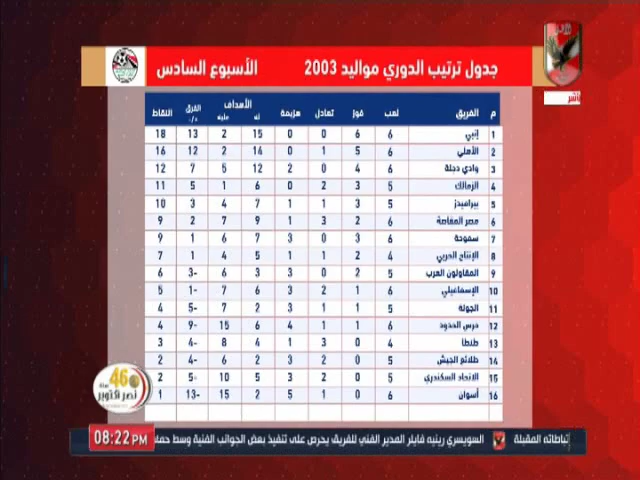 جدول ترتيب الدوري مواليد 2003 الأسبوع السادس
مباشر
م الفريق لعب فوز تعادل هزيمة الأهداف له عليه الفرق النقاط
1 إنبي 6 6 0 0 15 2 13 18
2 الأهلي 6 5 1 0 14 2 12 16
3 وادي دجلة 6 4 0 2 12 5 7 12
4 الزمالك 5 3 2 0 6 1 5 11
5 بيراميدز 5 3 1 1 7 4 3 10
6 مصر المقاصة 6 2 3 1 9 7 2 9
7 سموحة 6 3 0 3 7 6 1 9
8 الإنتاج الحربي 4 2 1 1 5 4 1 7
9 المقاولون العرب 5 2 0 3 3 6 3- 6
10 الإسماعيلي 6 1 2 3 6 7 1- 5
11 الجونة 5 1 1 3 2 7 5- 4
12 حرس الحدود 6 1 1 4 6 15 9- 4
13 طنطا 4 0 3 1 4 8 4- 3
14 طلائع الجيش 5 0 2 3 2 6 4- 2
15 الاتحاد السكندري 5 0 2 3 5 10 5- 2
16 أسوان 6 0 1 5 2 15 13- 1
46 سنة
نصر أكتوبر
تباطاته المقبلة السويسري رينيه فايلر المدير الفني للفريق يحرص على تنفيذ بعض الجوانب الفنية وسط حماه
08:22 PM